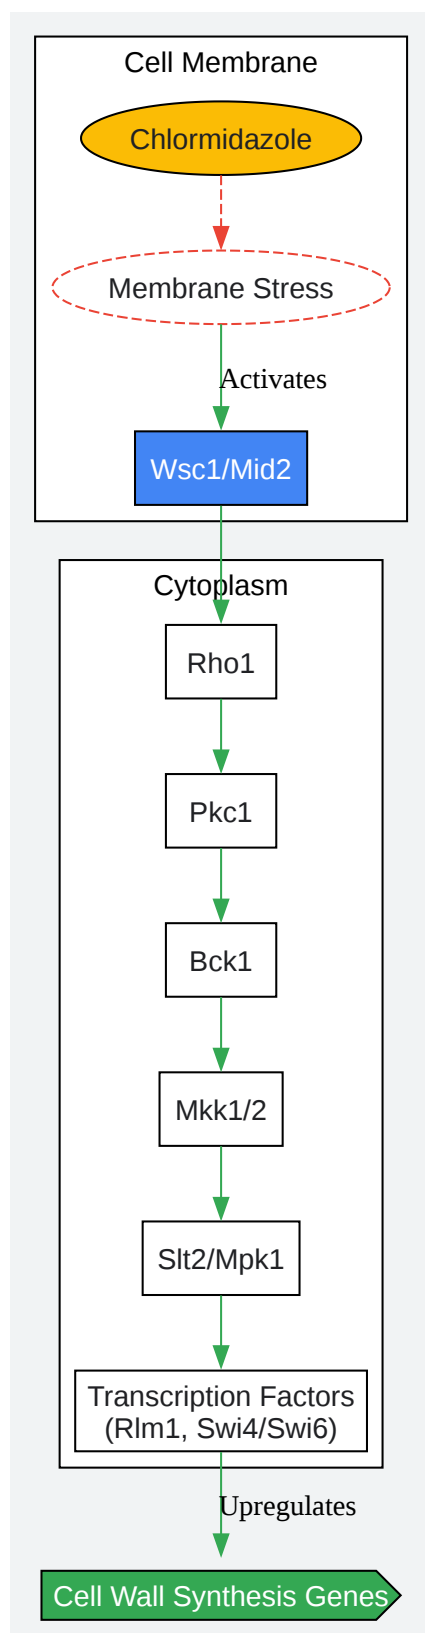 Cell Membrane
Chlormidazole
Membrane Stress
Activates
Wsc1/Mid2
Cytoplasm
Rho1
Pkc1
Bck1
Mkk1/2
Slt2/Mpk1
Transcription Factors
(Rlm1, Swi4/Swi6)
Upregulates
Cell Wall Synthesis Genes